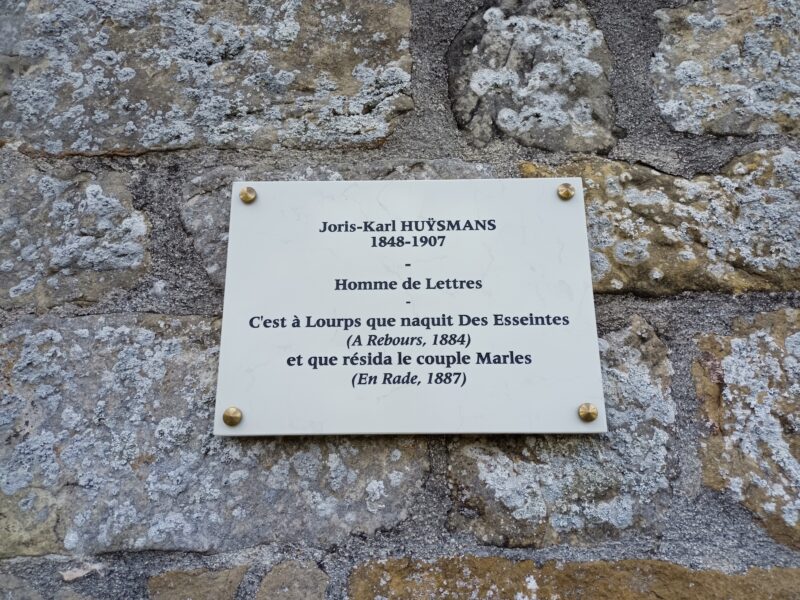 Joris-Karl HUŸSMANS
1848-1907
-
Homme de Lettres
-
C'est à Lourps que naquit Des Esseintes
(A Rebours, 1884)
et que résida le couple Marles
(En Rade, 1887)